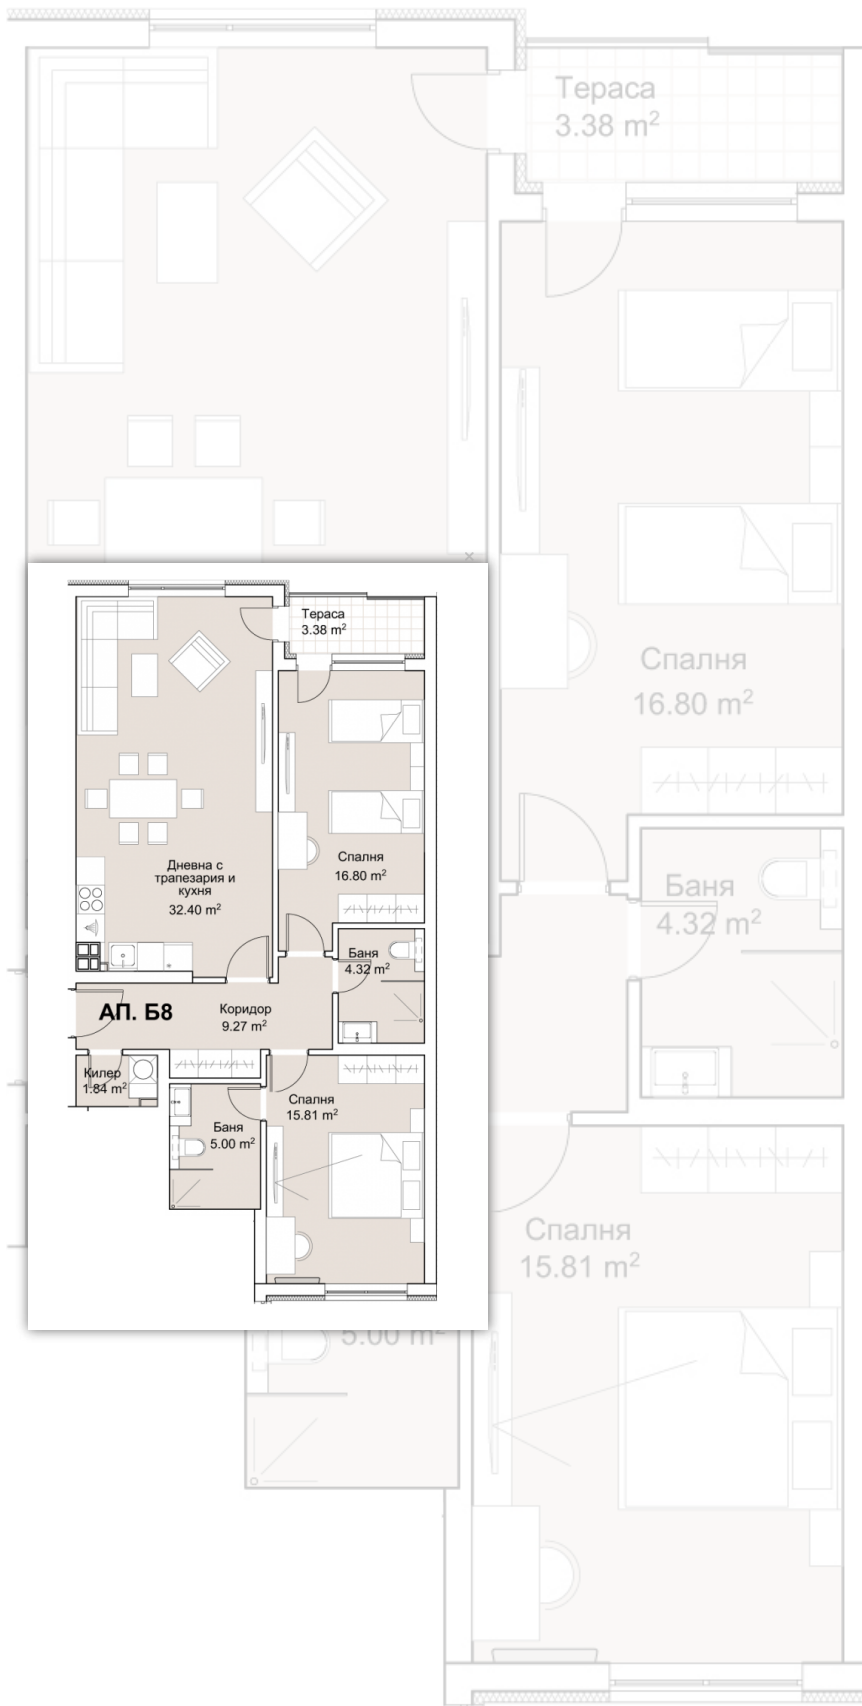 Тераса
3.38 m²
Спалня
16.80 m²
Баня
4.32 m²
Спалня
15.81 m²
5.00 m²
Тераса
3.38 m²
Дневна с
трапезария и
кухня
32.40 m²
Спалня
16.80 m²
Баня
4.32 m²
АП. Б8
Коридор
9.27 m²
Килер
1.84 m²
Спалня
15.81 m²
Баня
5.00 m²